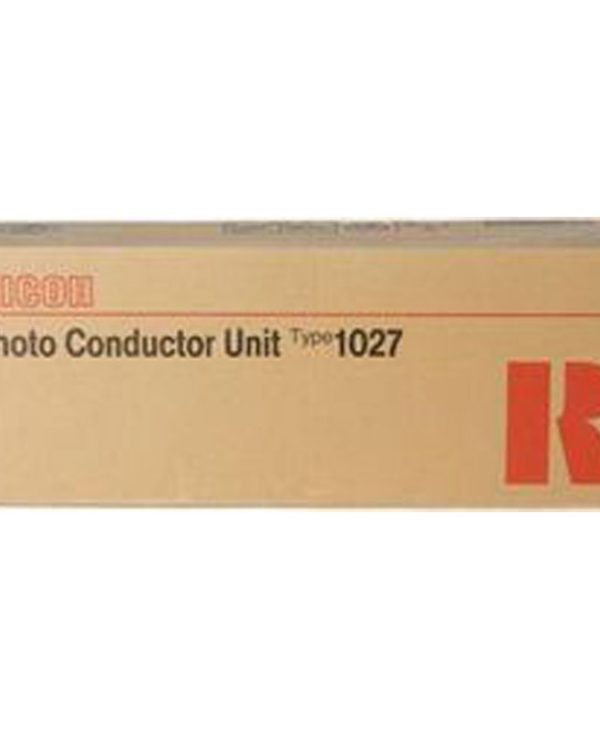 ICOH
hoto Conductor Unit Type 1027
R